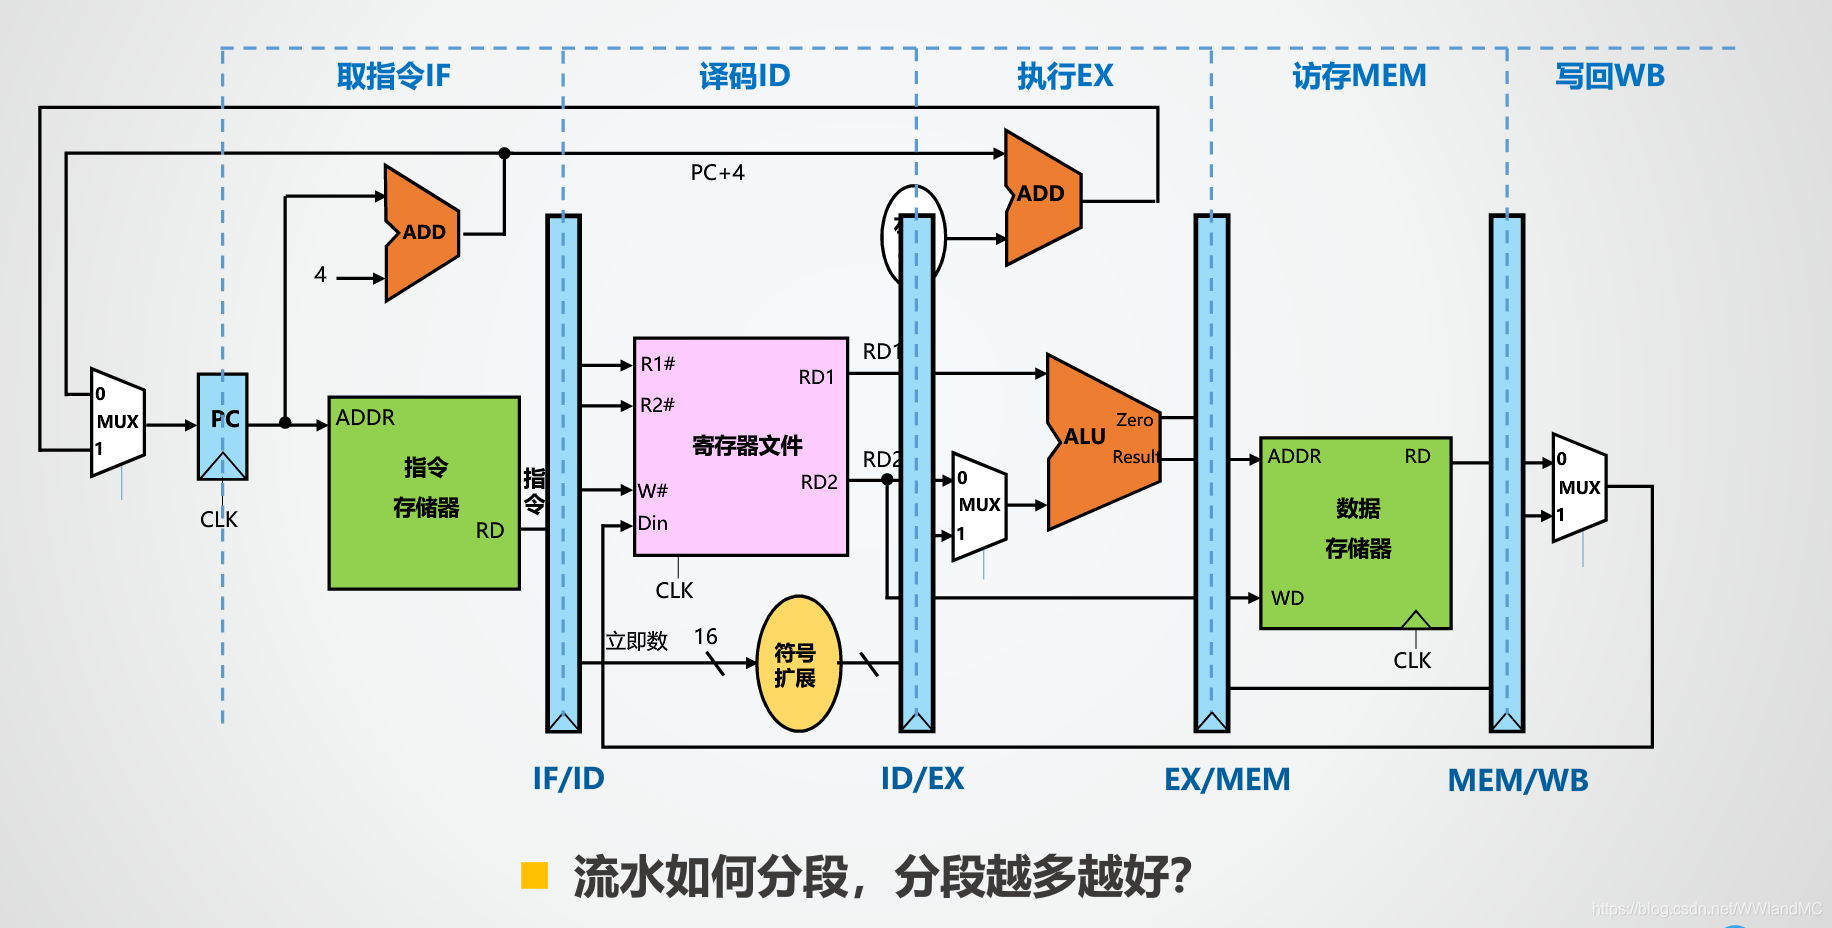 取指令IF
译码ID
执行EX
访存MEM
写回WB
PC+4
ADD
ADD
4
0
MUX
1
PC
CLK
ADDR
指令
存储器
RD
指
令
R1#
R2#
W#
Din
RD1
寄存器文件
RD2
CLK
RD1
RD2
立即数
16
符号
扩展
0
MUX
1
ALU
Zero
Result
ADDR
RD
数据
存储器
WD
CLK
0
MUX
1
IF/ID
ID/EX
EX/MEM
MEM/WB
流水如何分段，分段越多越好？
https://blog.csdn.net/WWIandMC